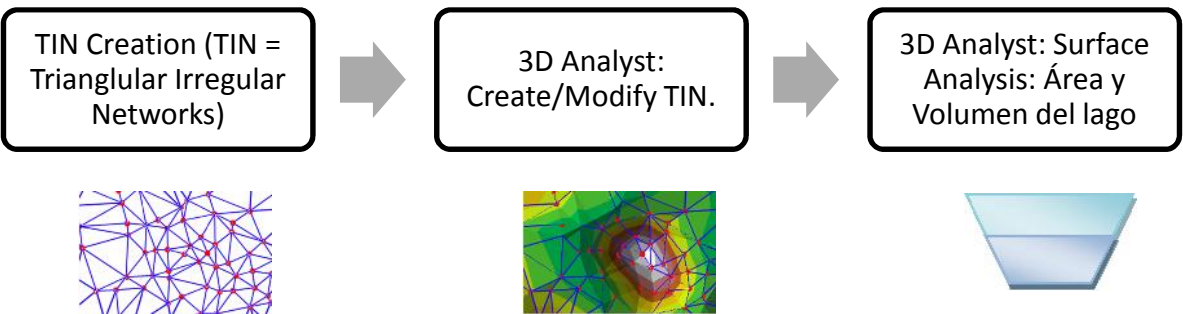 TIN Creation (TIN =
Trianglular Irregular
Networks)
3D Analyst:
Create/Modify TIN.
3D Analyst: Surface
Analysis: Área y
Volumen del lago